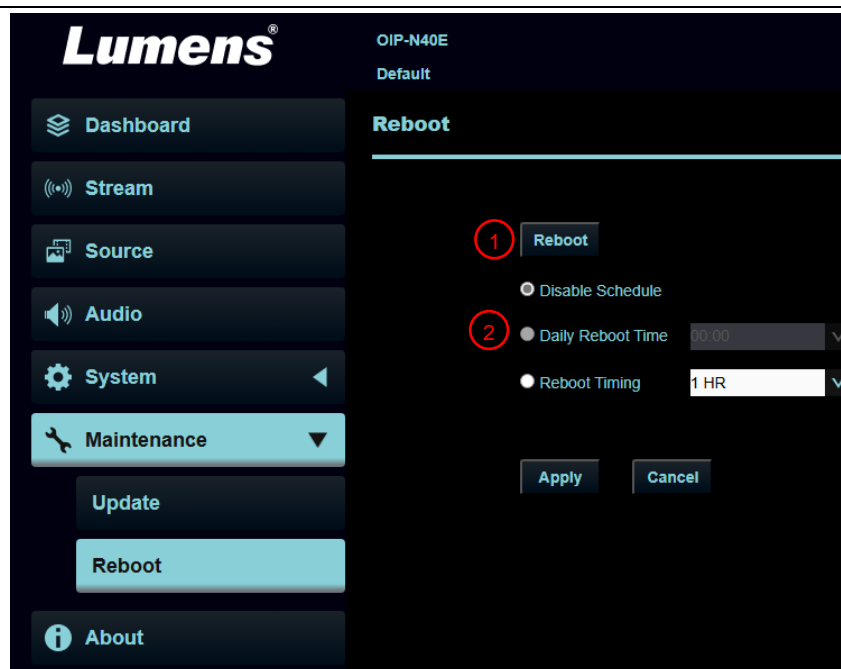 Lumens®
OIP-N40E
Default
Dashboard
Stream
Source
Audio
System
Maintenance
Update
Reboot
About
Reboot
1 Reboot
Disable Schedule
2 Daily Reboot Time 00:00
Reboot Timing 1 HR
Apply Cancel